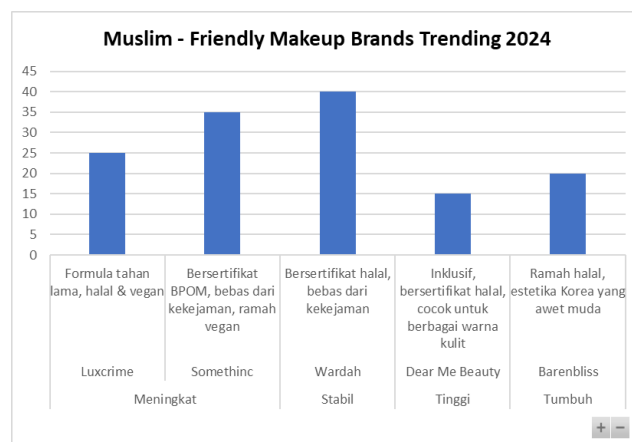 Muslim - Friendly Makeup Brands Trending 2024
45
40
35
30
25
20
15
10
5
0
Formula tahan
lama, halal & vegan
Bersertifikat
BPOM, bebas dari
kekejaman, ramah
vegan
Bersertifikat halal,
bebas dari
kekejaman
Inklusif,
bersertifikat halal,
cocok untuk
berbagai warna
kulit
Ramah halal,
estetika Korea yang
awet muda
Luxcrime
Somethinc
Wardah
Dear Me Beauty
Barenbliss
Meningkat
Stabil
Tinggi
Tumbuh
+ −